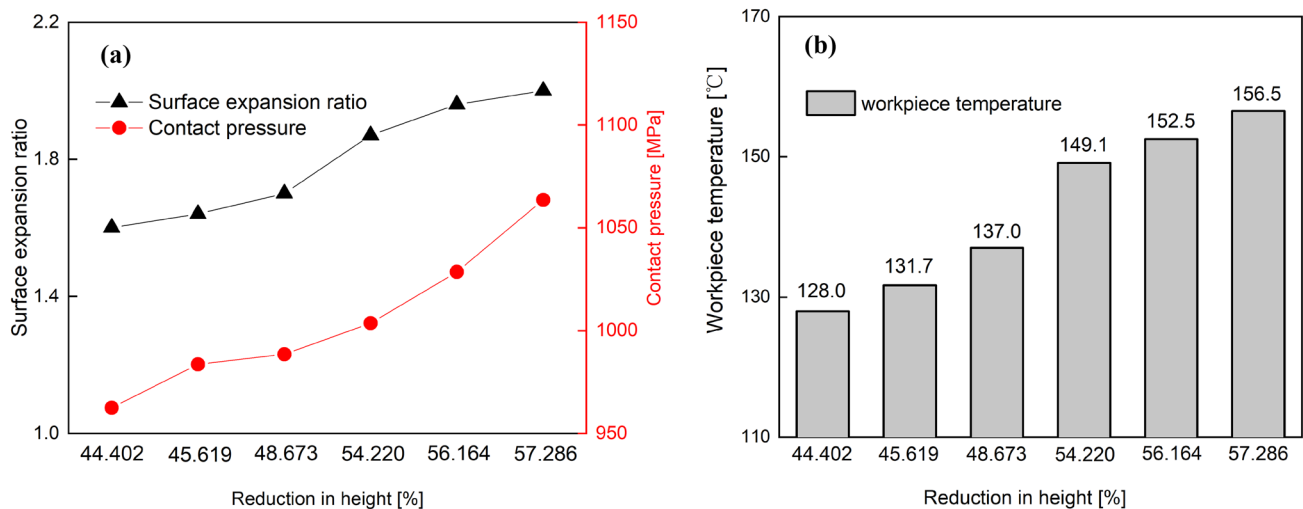 (a)
Surface expansion ratio
Contact pressure
2.2
1.8
1.4
1.0
Surface expansion ratio
1150
1100
1050
1000
950
Contact pressure [MPa]
44.402 45.619 48.673 54.220 56.164 57.286
Reduction in height [%]
(b)
workpiece temperature
170
150
130
110
Workpiece temperature [℃]
128.0 131.7 137.0 149.1 152.5 156.5
44.402 45.619 48.673 54.220 56.164 57.286
Reduction in height [%]